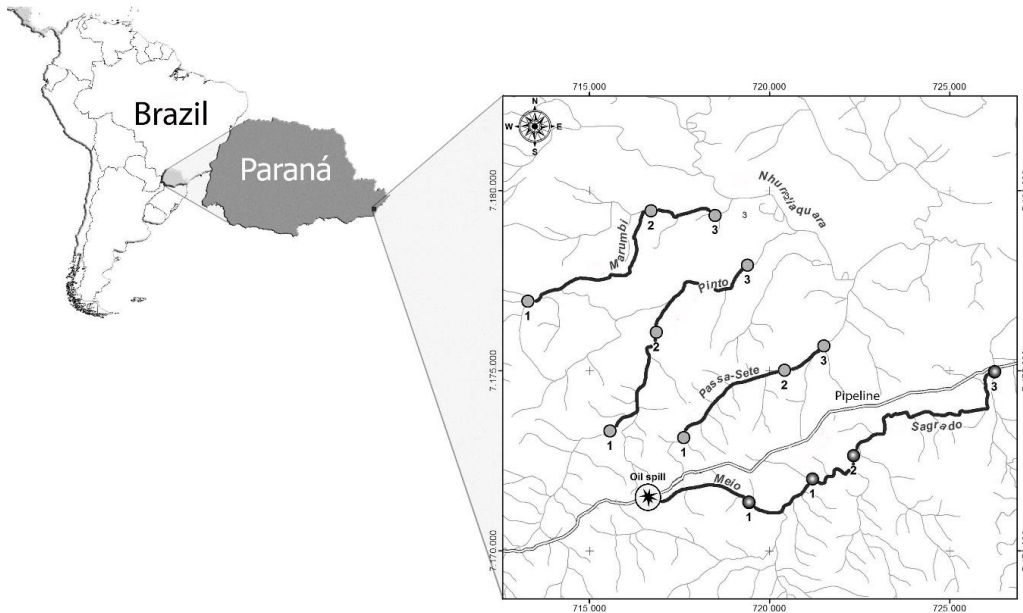 Brazil
Paraná
715 000
720 000
725 000
N
W
E
S
7.180.000
7.175.000
7.170.000
Nhundiaquara
Marumbi
1
2
3
3
Pinto
1
2
3
Passa-Sete
1
2
3
Pipeline
Sagrado
3
2
1
Oil spill
Meio
1
715 000
720 000
725 000